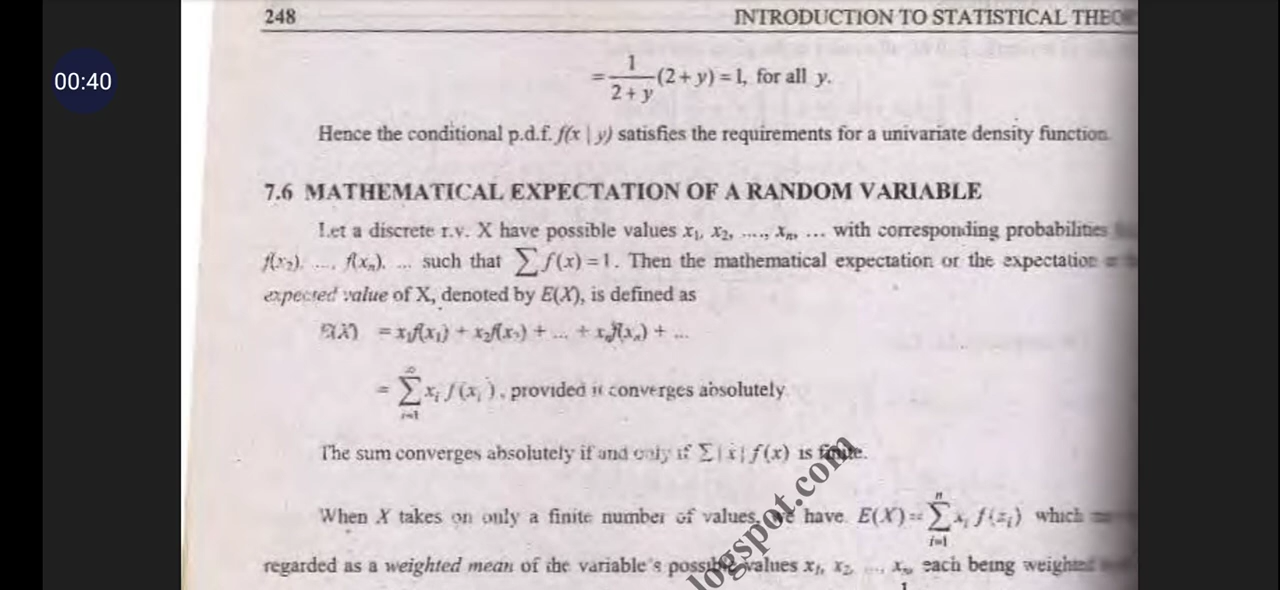 248 INTRODUCTION TO STATISTICAL THEO
00:40
= 1/(2 + y) (2 + y) = 1, for all y.
Hence the conditional p.d.f. f(x | y) satisfies the requirements for a univariate density function.
7.6 MATHEMATICAL EXPECTATION OF A RANDOM VARIABLE
Let a discrete r.v. X have possible values x₁, x₂, ...., xₙ, ... with corresponding probabilities
f(x₂), ..., f(xₙ), ... such that ∑ f(x) = 1. Then the mathematical expectation or the expectation
expected value of X, denoted by E(X), is defined as
E(X) = x₁f(x₁) + x₂f(x₂) + ... + xₙf(xₙ) + ...
= ∑_{i=1}^{∞} xᵢ f(xᵢ), provided it converges absolutely.
The sum converges absolutely if and only if Σ | x | f(x) is finite.
When X takes on only a finite number of values, we have E(X) = ∑_{i=1}^{n} xᵢ f(xᵢ) which
regarded as a weighted mean of the variable's possible values x₁, x₂, ..., xₙ, each being weighted
1
logspot.com